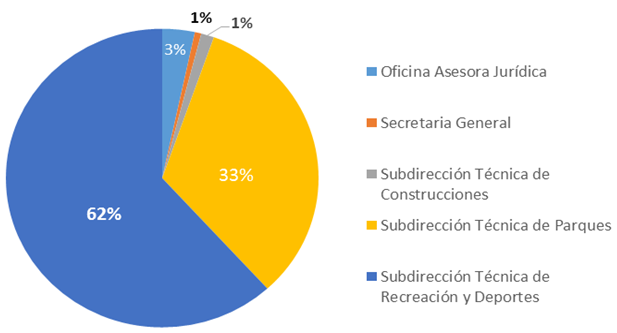 1%
1%
3%
33%
62%
Oficina Asesora Jurídica
Secretaria General
Subdirección Técnica de
Construcciones
Subdirección Técnica de Parques
Subdirección Técnica de
Recreación y Deportes